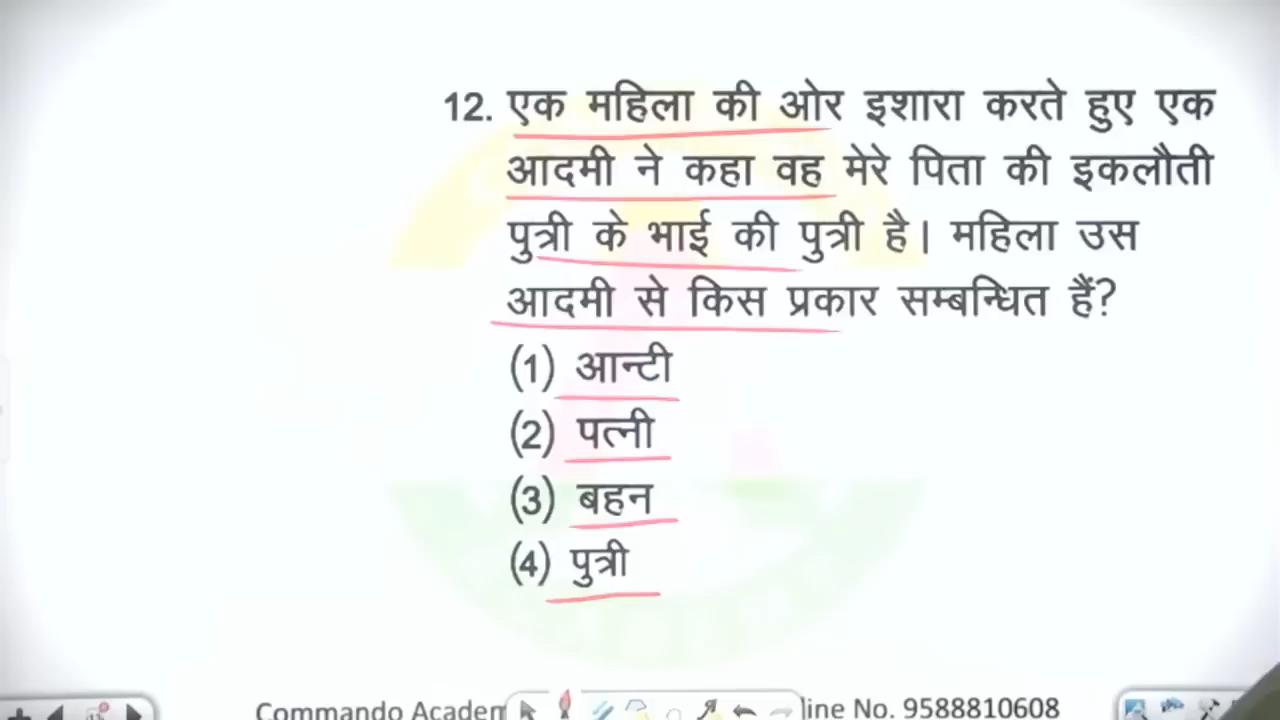 12. एक महिला की ओर इशारा करते हुए एक
आदमी ने कहा वह मेरे पिता की इकलौती
पुत्री के भाई की पुत्री है। महिला उस
आदमी से किस प्रकार सम्बन्धित हैं?
(1) आन्टी
(2) पत्नी
(3) बहन
(4) पुत्री
Commando Academ line No. 9588810608